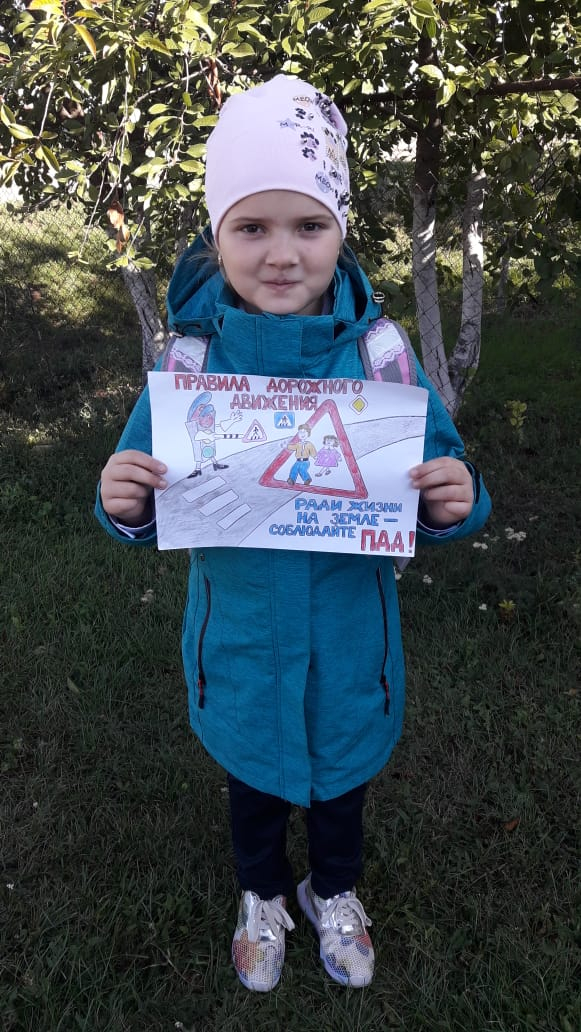 ПРАВИЛА ДОРОЖНОГО
ДВИЖЕНИЯ
РАДИ ЖИЗНИ
НА ЗЕМЛЕ —
СОБЛЮДАЙТЕ ПДД!